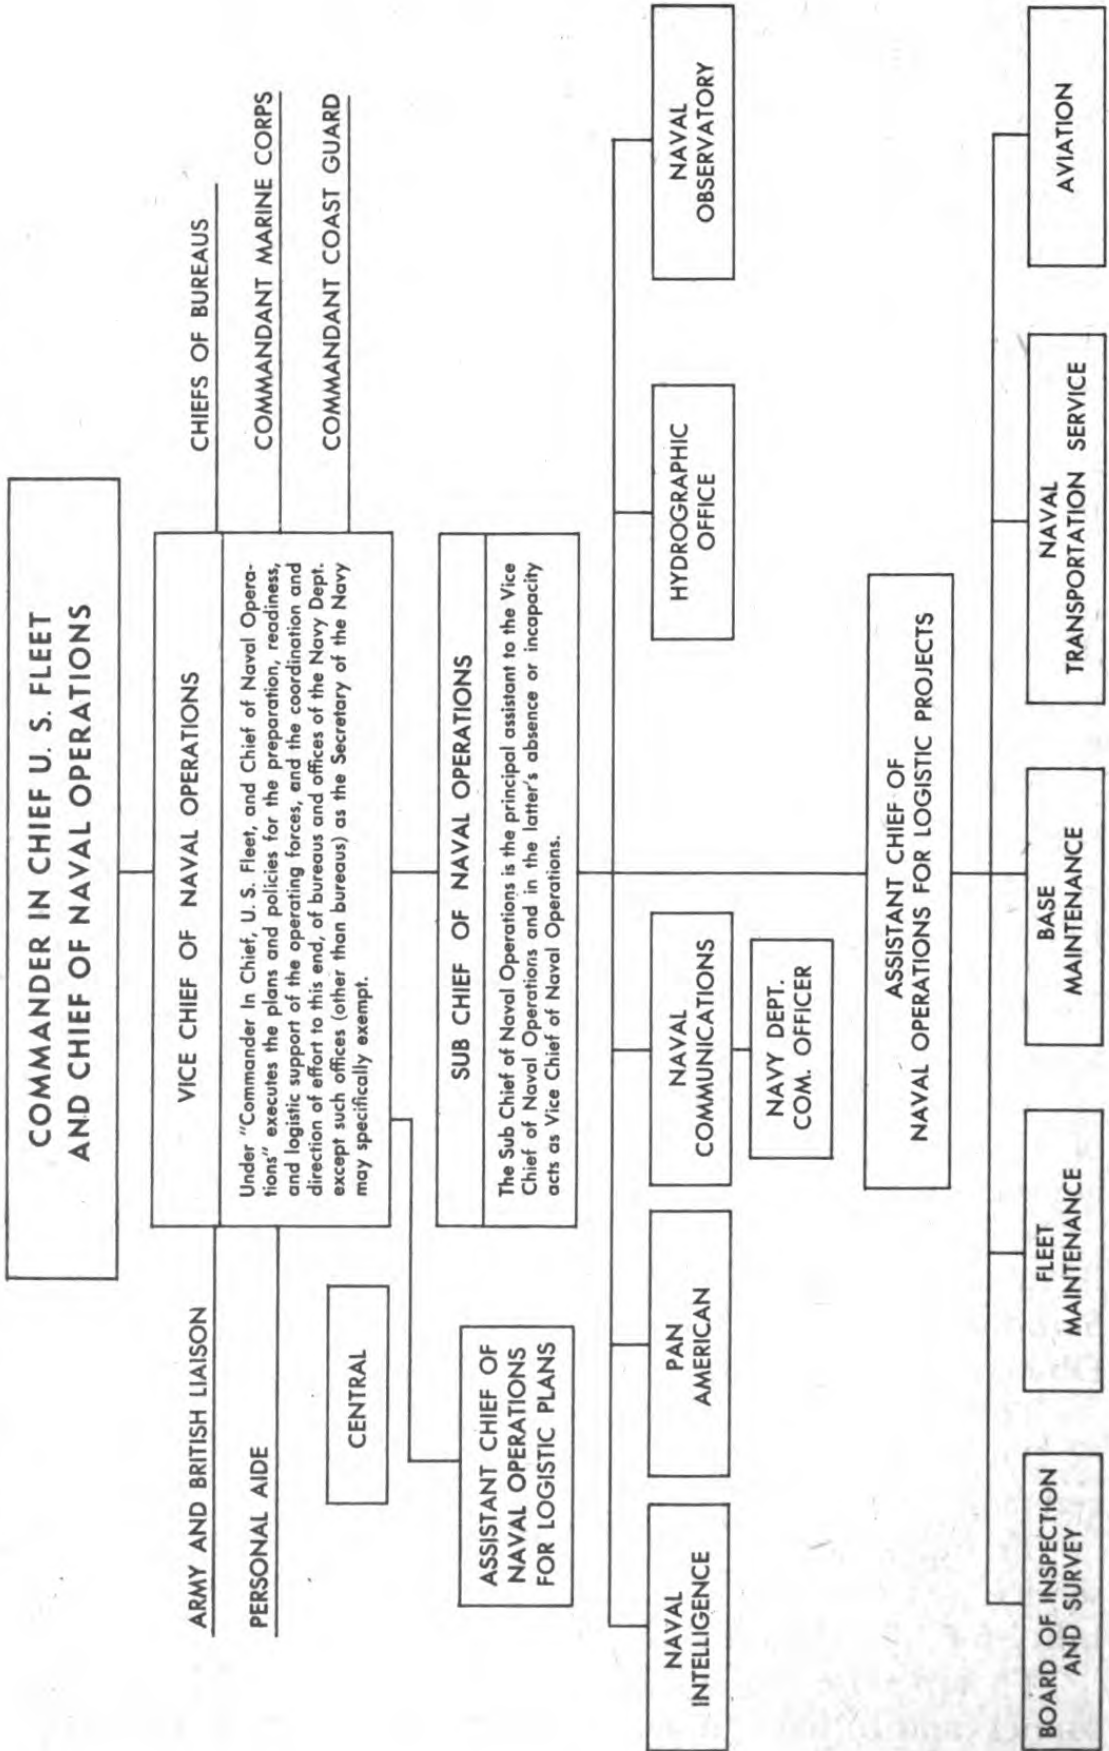 COMMANDER IN CHIEF U. S. FLEET
AND CHIEF OF NAVAL OPERATIONS
ARMY AND BRITISH LIAISON
PERSONAL AIDE
CENTRAL
VICE CHIEF OF NAVAL OPERATIONS
Under "Commander In Chief, U. S. Fleet, and Chief of Naval Opera-
tions" executes the plans and policies for the preparation, readiness,
and logistic support of the operating forces, and the coordination and
direction of effort to this end, of bureaus and offices of the Navy Dept.
except such offices (other than bureaus) as the Secretary of the Navy
may specifically exempt.
CHIEFS OF BUREAUS
COMMANDANT MARINE CORPS
COMMANDANT COAST GUARD
ASSISTANT CHIEF OF
NAVAL OPERATIONS
FOR LOGISTIC PLANS
SUB CHIEF OF NAVAL OPERATIONS
The Sub Chief of Naval Operations is the principal assistant to the Vice
Chief of Naval Operations and in the latter's absence or incapacity
acts as Vice Chief of Naval Operations.
NAVAL
INTELLIGENCE
PAN
AMERICAN
NAVAL
COMMUNICATIONS
NAVY DEPT.
COM. OFFICER
HYDROGRAPHIC
OFFICE
NAVAL
OBSERVATORY
ASSISTANT CHIEF OF
NAVAL OPERATIONS FOR LOGISTIC PROJECTS
BOARD OF INSPECTION
AND SURVEY
FLEET
MAINTENANCE
BASE
MAINTENANCE
NAVAL
TRANSPORTATION SERVICE
AVIATION